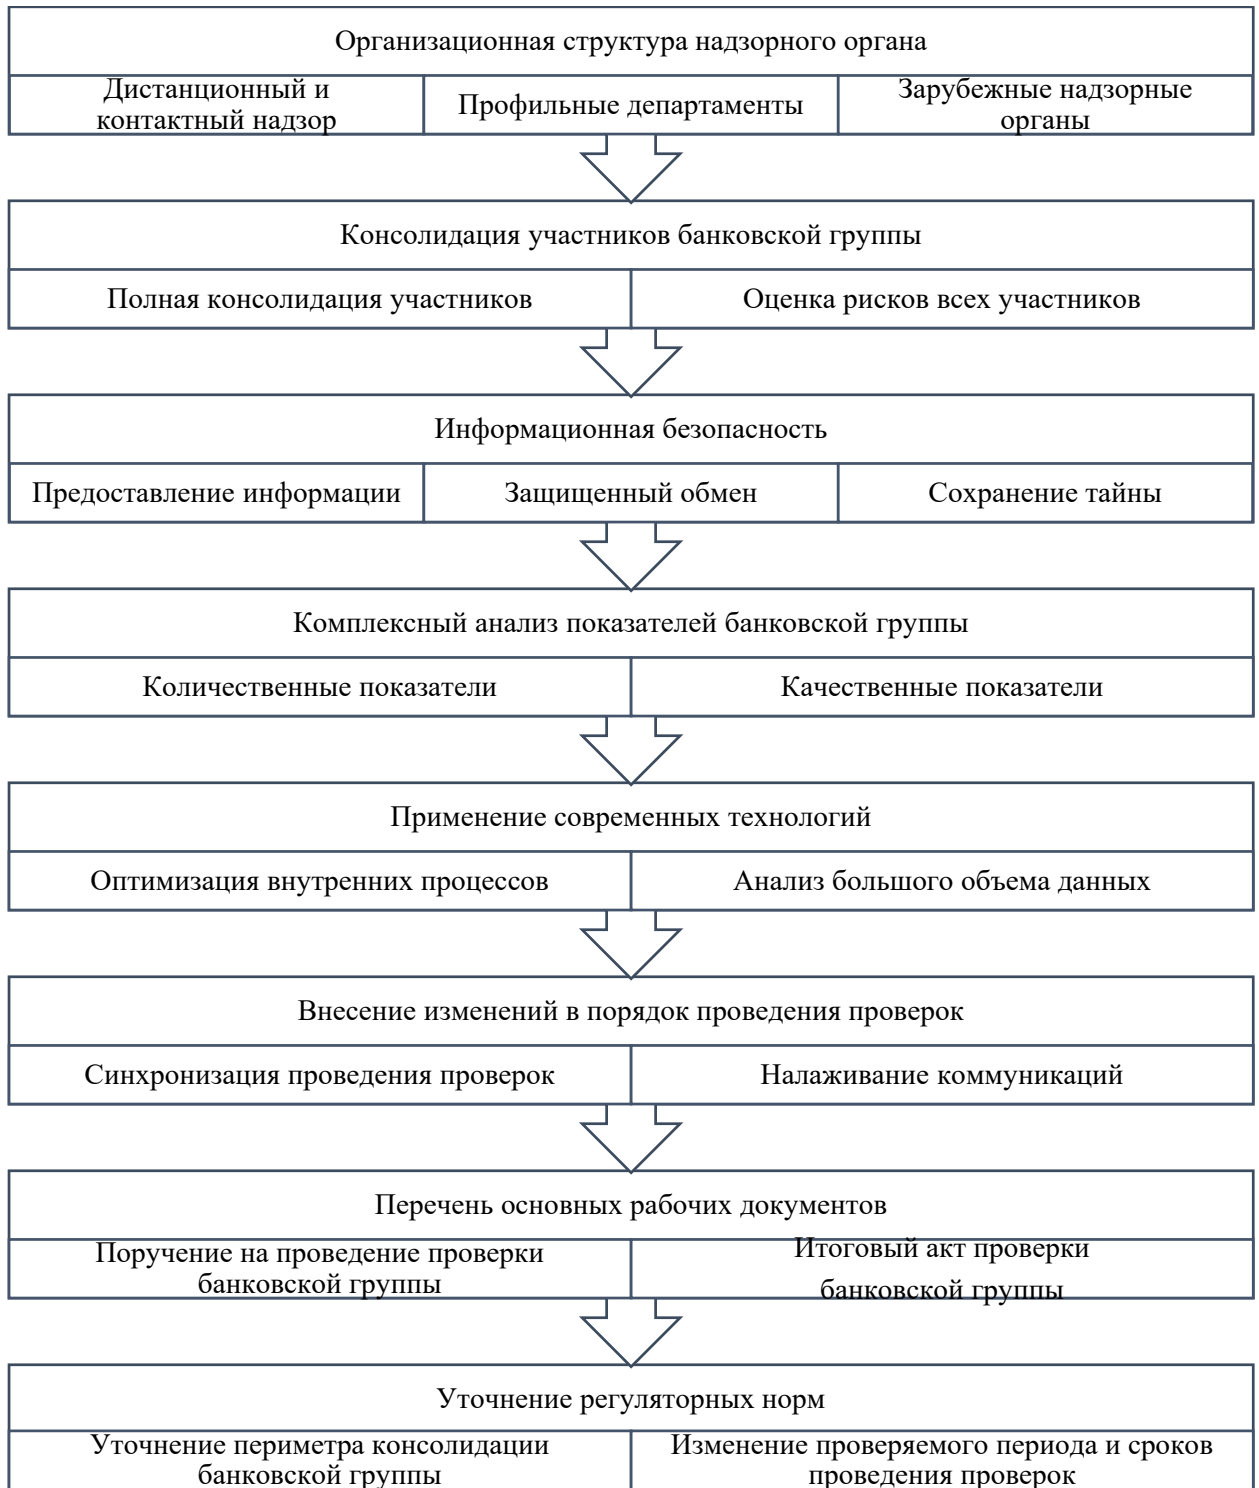 Организационная структура надзорного органа
Дистанционный и
контактный надзор
Профильные департаменты
Зарубежные надзорные
органы
Консолидация участников банковской группы
Полная консолидация участников
Оценка рисков всех участников
Информационная безопасность
Предоставление информации
Защищенный обмен
Сохранение тайны
Комплексный анализ показателей банковской группы
Количественные показатели
Качественные показатели
Применение современных технологий
Оптимизация внутренних процессов
Анализ большого объема данных
Внесение изменений в порядок проведения проверок
Синхронизация проведения проверок
Налаживание коммуникаций
Перечень основных рабочих документов
Поручение на проведение проверки
банковской группы
Итоговый акт проверки
банковской группы
Уточнение регуляторных норм
Уточнение периметра консолидации
банковской группы
Изменение проверяемого периода и сроков
проведения проверок